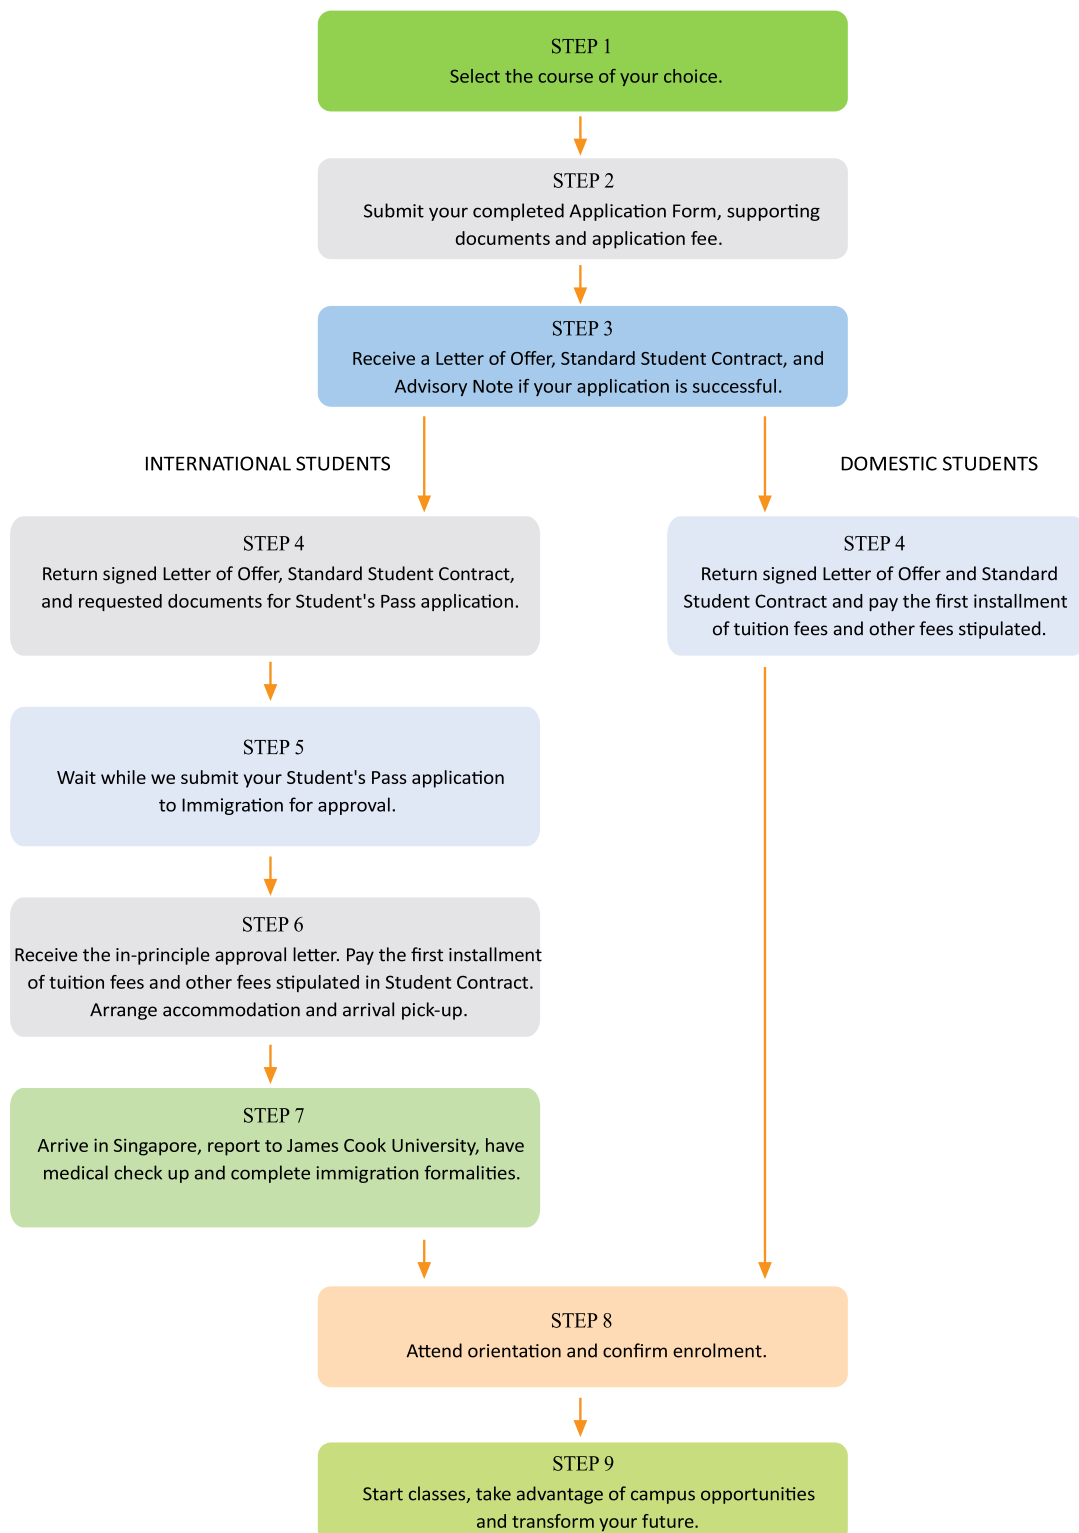 STEP 1
Select the course of your choice.
STEP 2
Submit your completed Application Form, supporting
documents and application fee.
STEP 3
Receive a Letter of Offer, Standard Student Contract, and
Advisory Note if your application is successful.
INTERNATIONAL STUDENTS
DOMESTIC STUDENTS
STEP 4
Return signed Letter of Offer, Standard Student Contract,
and requested documents for Student's Pass application.
STEP 4
Return signed Letter of Offer and Standard
Student Contract and pay the first installment
of tuition fees and other fees stipulated.
STEP 5
Wait while we submit your Student's Pass application
to Immigration for approval.
STEP 6
Receive the in-principle approval letter. Pay the first installment
of tuition fees and other fees stipulated in Student Contract.
Arrange accommodation and arrival pick-up.
STEP 7
Arrive in Singapore, report to James Cook University, have
medical check up and complete immigration formalities.
STEP 8
Attend orientation and confirm enrolment.
STEP 9
Start classes, take advantage of campus opportunities
and transform your future.